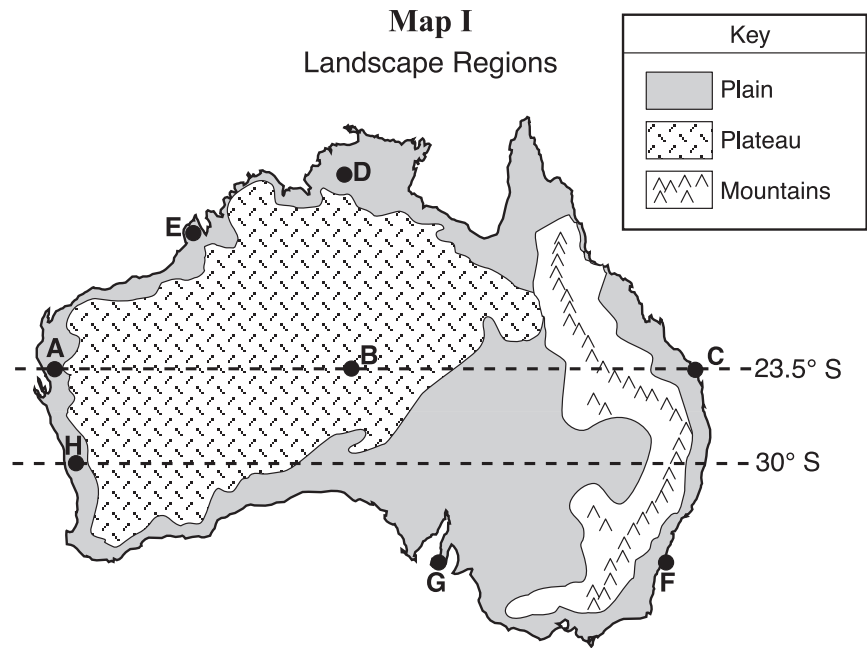 Map I
Landscape Regions
Key
Plain
Plateau
Mountains
D
E
A
B
C
23.5° S
H
30° S
G
F